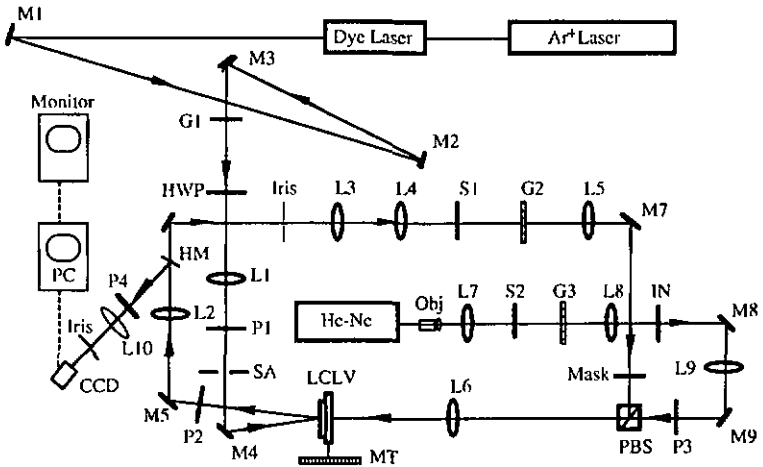 M1
Dye Laser
Ar+ Laser
M3
Monitor
G1
M2
HWP
Iris
L3
L4
S1
G2
L5
M7
PC
HM
P4
L1
L2
Iris
L10
CCD
P1
He-Ne
Obj
L7
S2
G3
L8
IN
M8
SA
LCLV
Mask
L9
M5
P2
M4
L6
MT
PBS
P3
M9